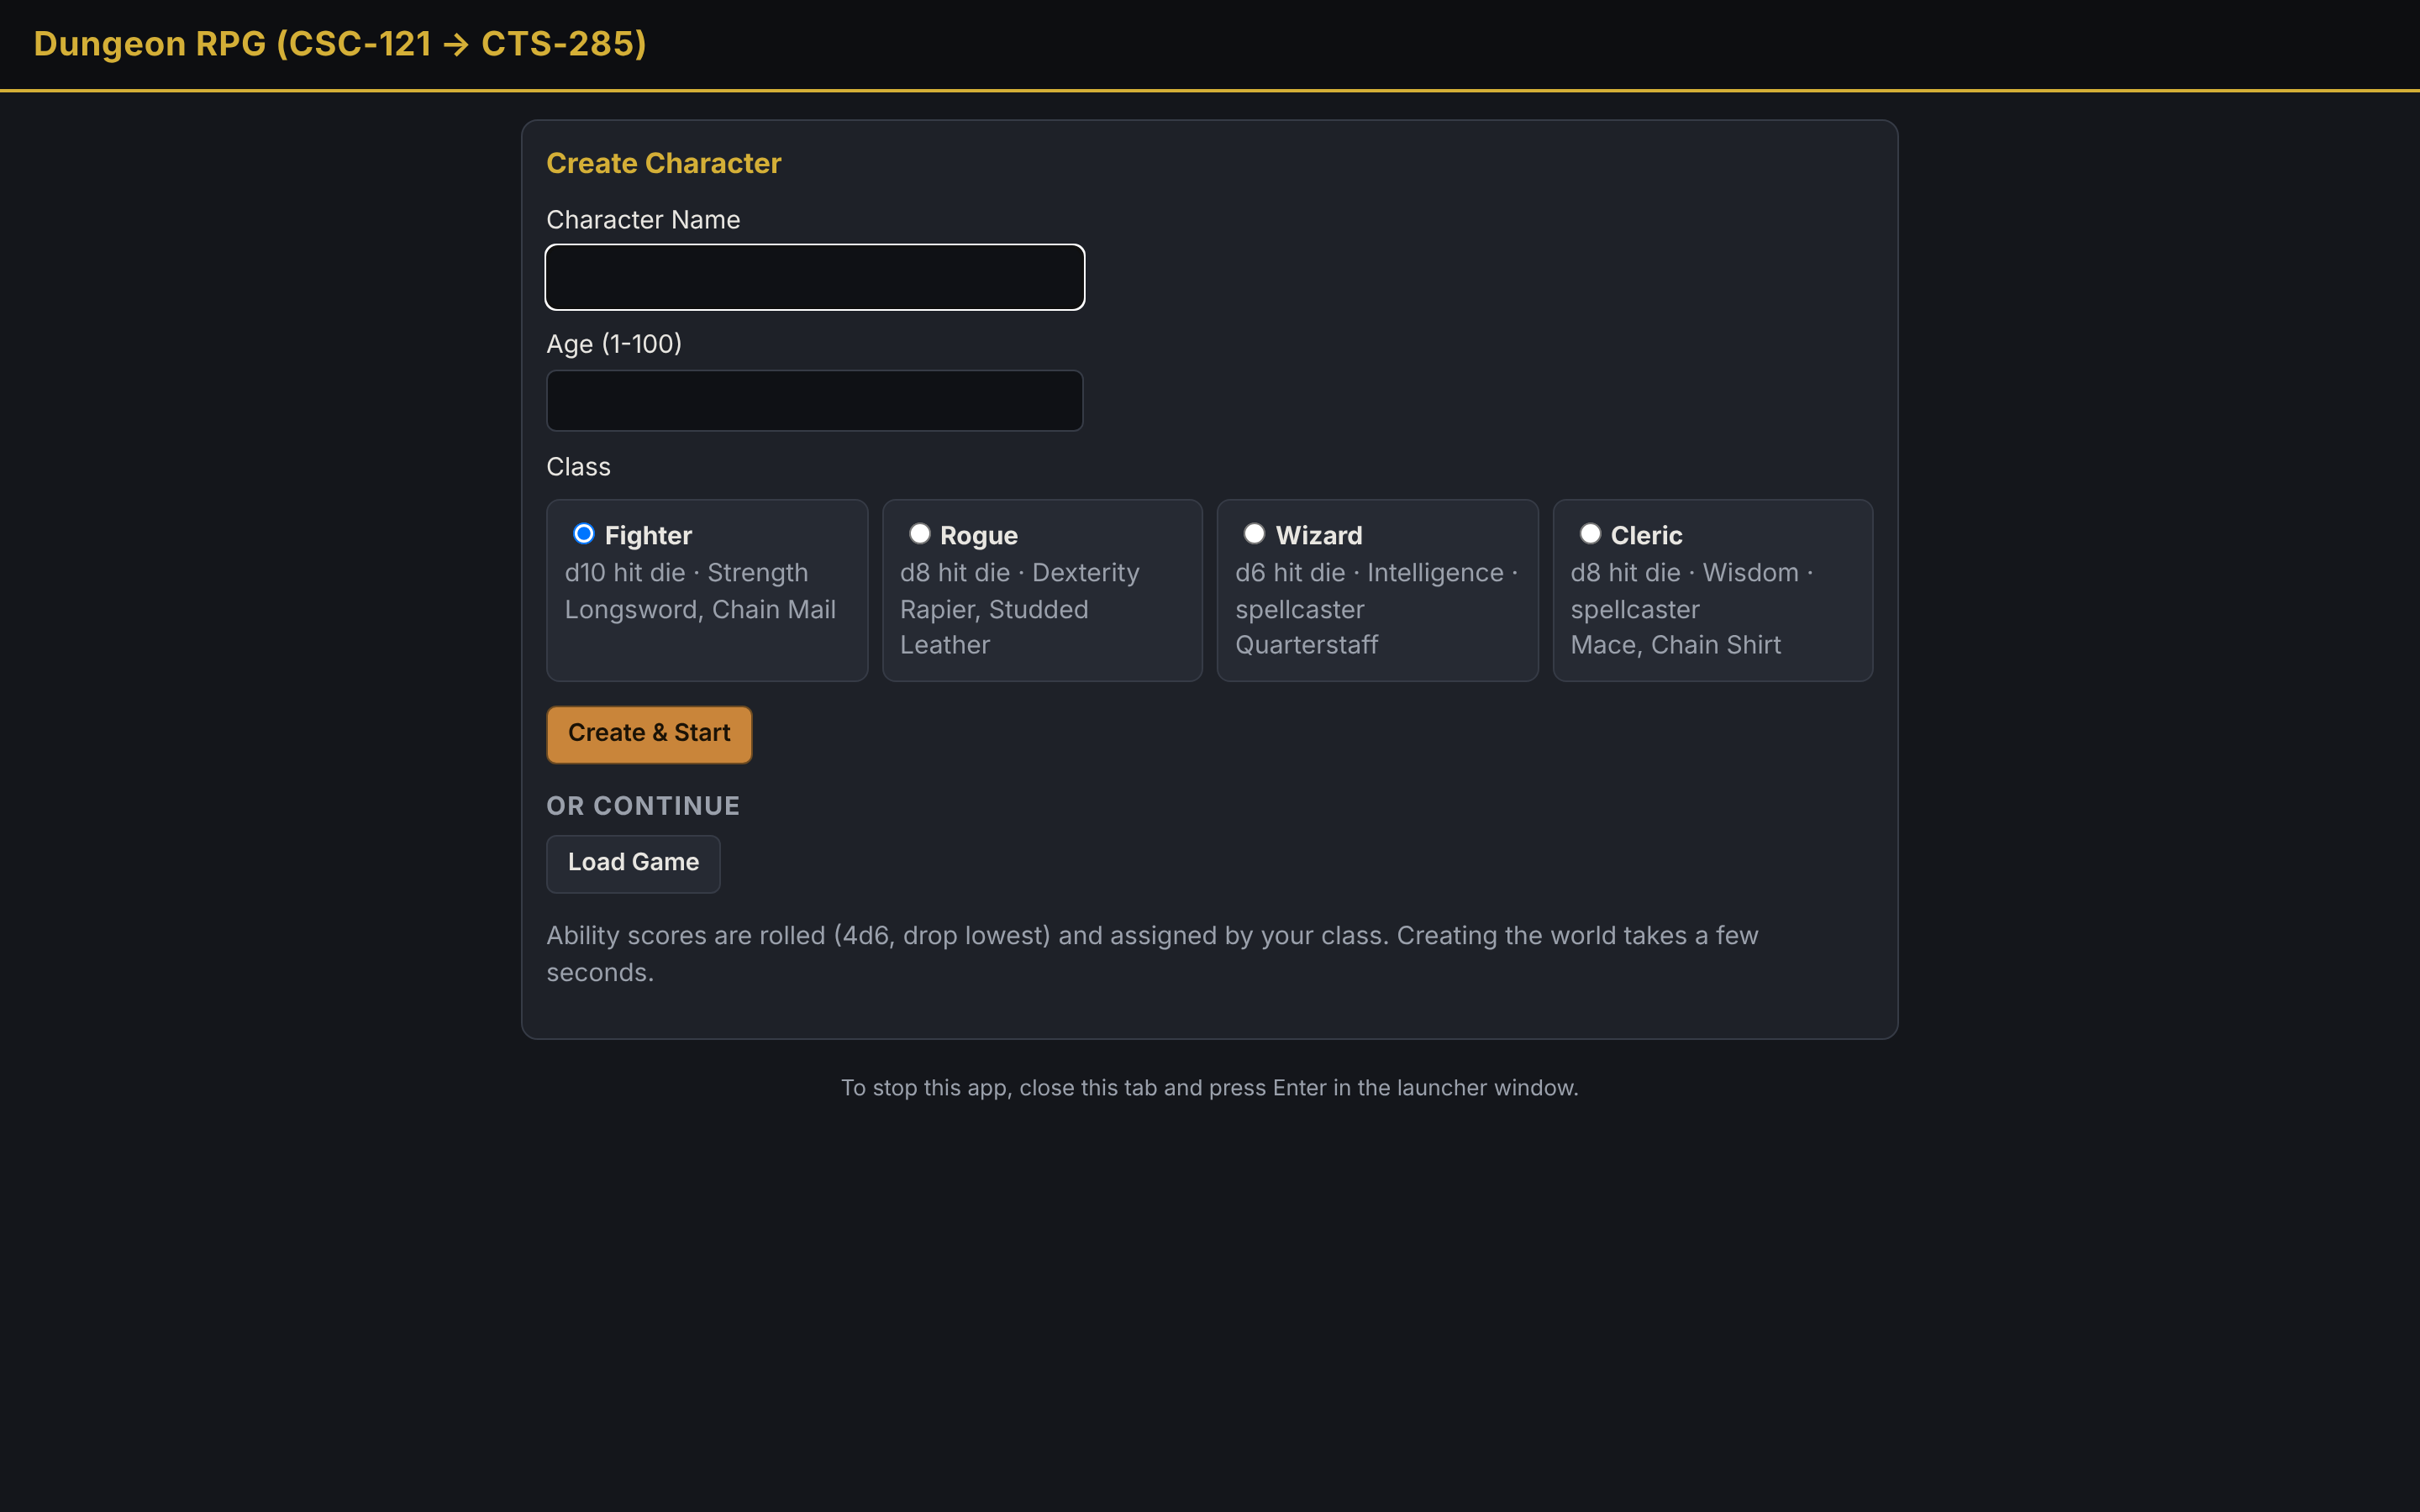 Dungeon RPG (CSC-121 → CTS-285)
Create Character
Character Name
Age (1-100)
Class
Fighter
d10 hit die · Strength
Longsword, Chain Mail
Rogue
d8 hit die · Dexterity
Rapier, Studded
Leather
Wizard
d6 hit die · Intelligence ·
spellcaster
Quarterstaff
Cleric
d8 hit die · Wisdom ·
spellcaster
Mace, Chain Shirt
Create & Start
OR CONTINUE
Load Game
Ability scores are rolled (4d6, drop lowest) and assigned by your class. Creating the world takes a few
seconds.
To stop this app, close this tab and press Enter in the launcher window.